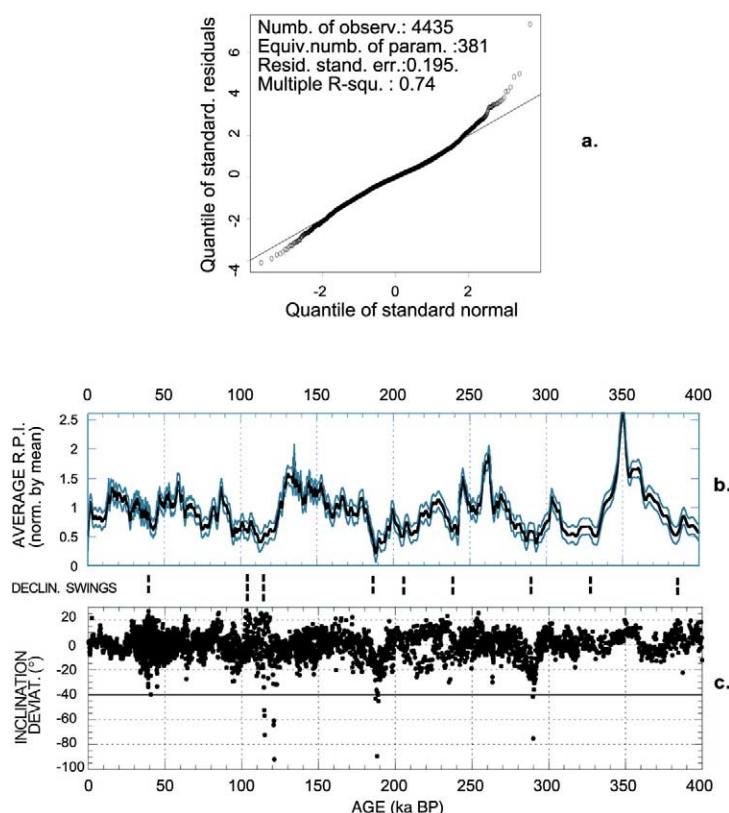 Numb. of observ.: 4435
Equiv.numb. of param. :381
Resid. stand. err.:0.195.
Multiple R-squ. : 0.74
Quantile of standard. residuals
6
4
2
0
-2
-4
-2 0 2
Quantile of standard normal
a.
0 50 100 150 200 250 300 350 400
AVERAGE R.P.I.
(norm. by mean)
2.5
2
1.5
1
0.5
0
b.
DECLIN. SWINGS
INCLINATION
DEVIAT. (°)
20
0
-20
-40
-60
-80
-100
c.
0 50 100 150 200 250 300 350 400
AGE (ka BP)